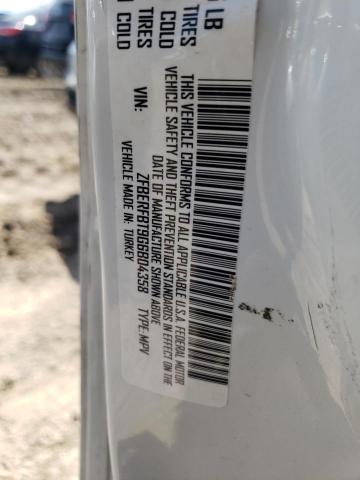 LB
TIRES
COLD
TIRES
COLD
THIS VEHICLE CONFORMS TO ALL APPLICABLE U.S.A. FEDERAL MOTOR
VEHICLE SAFETY AND THEFT PREVENTION STANDARDS IN EFFECT ON THE
DATE OF MANUFACTURE SHOWN ABOVE
VIN: ZFBERFBT9G6B04358 TYPE:MPV
VEHICLE MADE IN: TURKEY